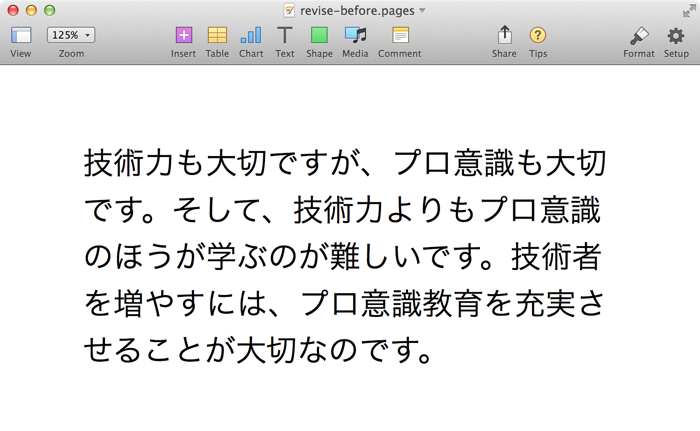 revise-before.pages
125%
View Zoom Insert Table Chart Text Shape Media Comment Share Tips Format Setup
技術力も大切ですが、プロ意識も大切
です。そして、技術力よりもプロ意識
のほうが学ぶのが難しいです。技術者
を増やすには、プロ意識教育を充実さ
せることが大切なのです。